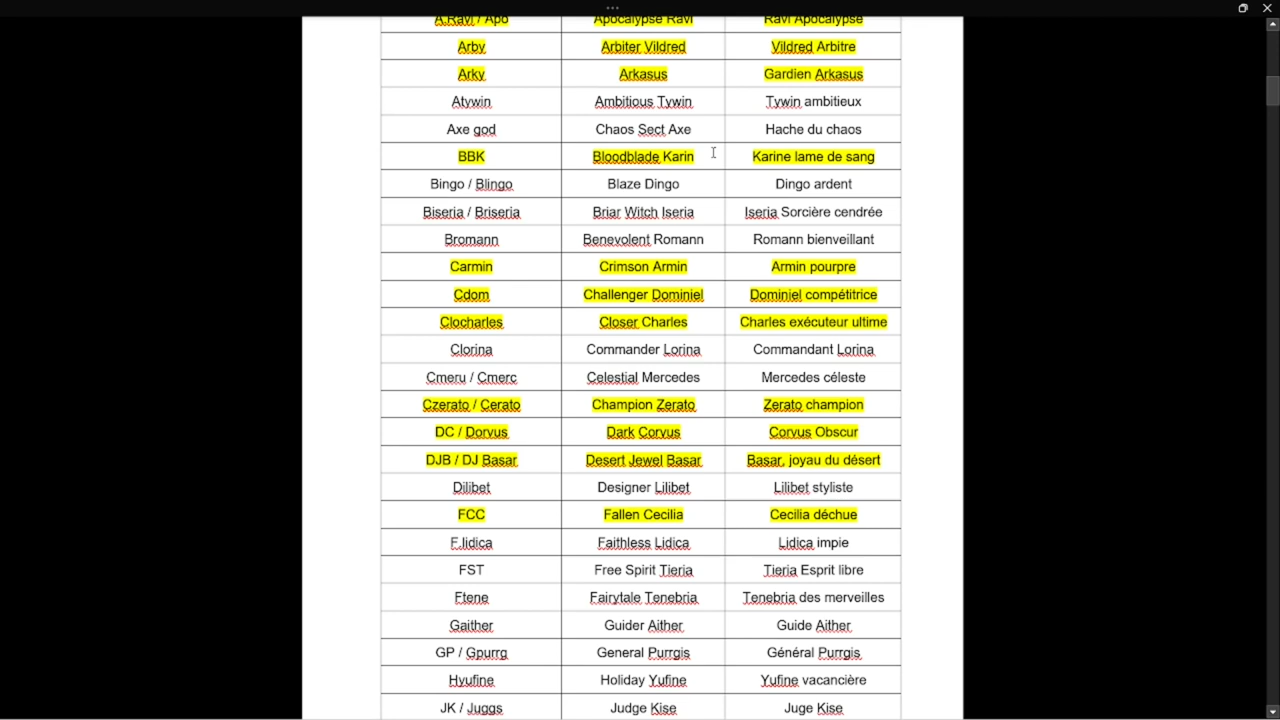 A.Ravi / Apo Apocalypse Ravi Ravi Apocalypse
Arby Arbiter Vildred Vildred Arbitre
Arky Arkasus Gardien Arkasus
Atywin Ambitious Tywin Tywin ambitieux
Axe god Chaos Sect Axe Hache du chaos
BBK Bloodblade Karin Karine lame de sang
Bingo / Blingo Blaze Dingo Dingo ardent
Biseria / Briseria Briar Witch Iseria Iseria Sorcière cendrée
Bromann Benevolent Romann Romann bienveillant
Carmin Crimson Armin Armin pourpre
Cdom Challenger Dominiel Dominiel compétitrice
Clocharles Closer Charles Charles exécuteur ultime
Clorina Commander Lorina Commandant Lorina
Cmeru / Cmerc Celestial Mercedes Mercedes céleste
Czerato / Cerato Champion Zerato Zerato champion
DC / Dorvus Dark Corvus Corvus Obscur
DJB / DJ Basar Desert Jewel Basar Basar, joyau du désert
Dilibet Designer Lilibet Lilibet styliste
FCC Fallen Cecilia Cecilia déchue
F.lidica Faithless Lidica Lidica impie
FST Free Spirit Tieria Tieria Esprit libre
Ftene Fairytale Tenebria Tenebria des merveilles
Gaither Guider Aither Guide Aither
GP / Gpurrg General Purrgis Général Purrgis
Hyufine Holiday Yufine Yufine vacancière
JK / Juggs Judge Kise Juge Kise